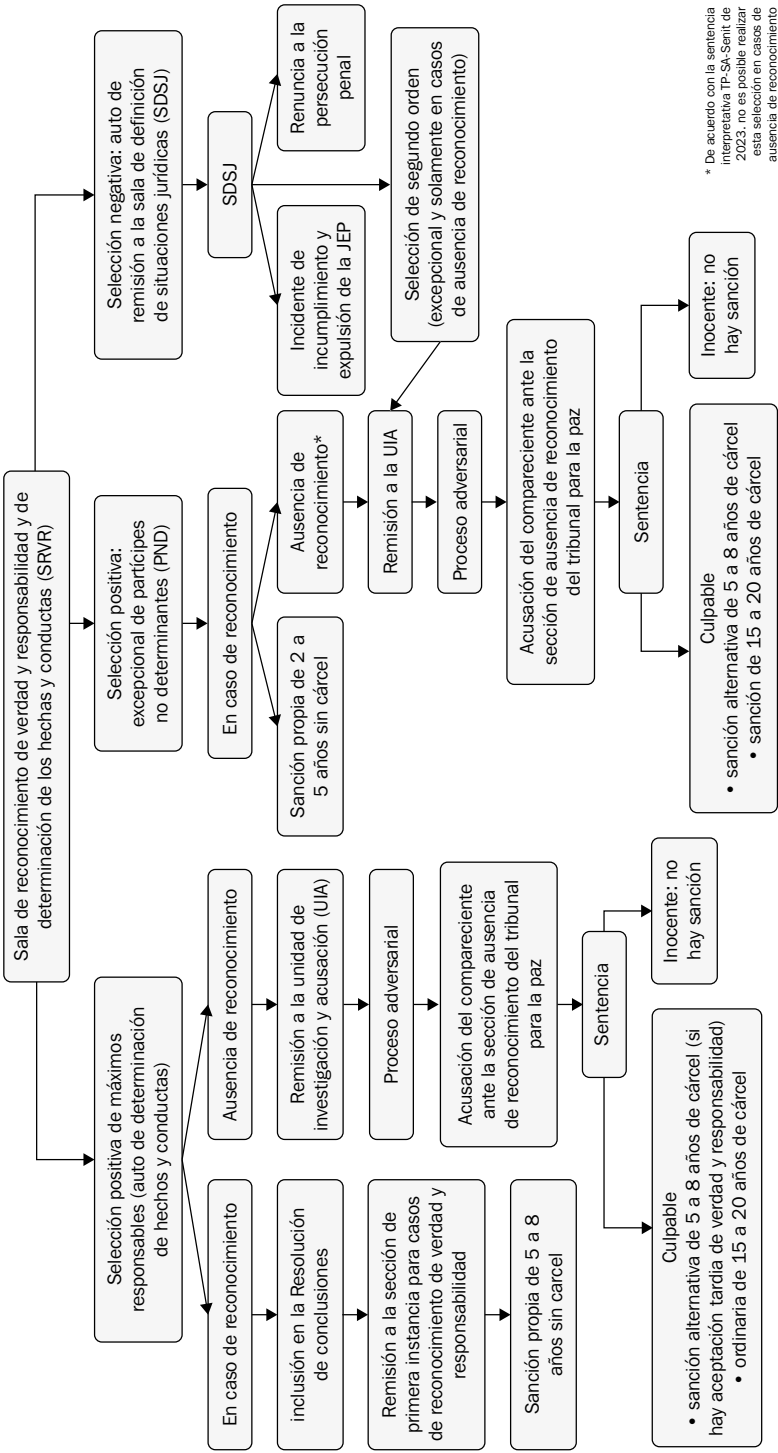 Sala de reconocimiento de verdad y responsabilidad y de
determinación de los hechas y conductas (SRVR)
Selección positiva de máximos
responsables (auto de determinación
de hechos y conductas)
En caso de reconocimiento
inclusión en la Resolución
de conclusiones
Remisión a la sección de
primera instancia para casos
de reconocimiento de verdad y
responsabilidad
Sanción propia de 5 a 8
años sin carcel
Ausencia de reconocimiento
Remisión a la unidad de
investigación y acusación (UIA)
Proceso adversarial
Acusación del compareciente
ante la sección de ausencia
de reconocimiento del tribunal
para la paz
Sentencia
Culpable
• sanción alternativa de 5 a 8 años de cárcel (si
hay aceptación tardia de verdad y responsabilidad)
• ordinaria de 15 a 20 años de cárcel
Inocente: no
hay sanción
Selección positiva:
excepcional de partícipes
no determinantes (PND)
En caso de reconocimiento
Sanción propia de 2 a
5 años sin cárcel
Ausencia de
reconocimiento*
Remisión a la UIA
Proceso adversarial
Acusación del compareciente ante la
sección de ausencia de reconocimiento
del tribunal para la paz
Sentencia
Culpable
• sanción alternativa de 5 a 8 años de cárcel
• sanción de 15 a 20 años de cárcel
Inocente: no
hay sanción
Selección negativa: auto de
remisión a la sala de definición
de situaciones jurídicas (SDSJ)
SDSJ
Incidente de
incumplimiento y
expulsión de la JEP
Renuncia a la
persecución
penal
Selección de segundo orden
(excepcional y solamente en casos
de ausencia de reconocimiento)
* De acuerdo con la sentencia
interpretativa TP-SA-Senit de
2023. no es posible realizar
esta selección en casos de
ausencia de reconocimiento